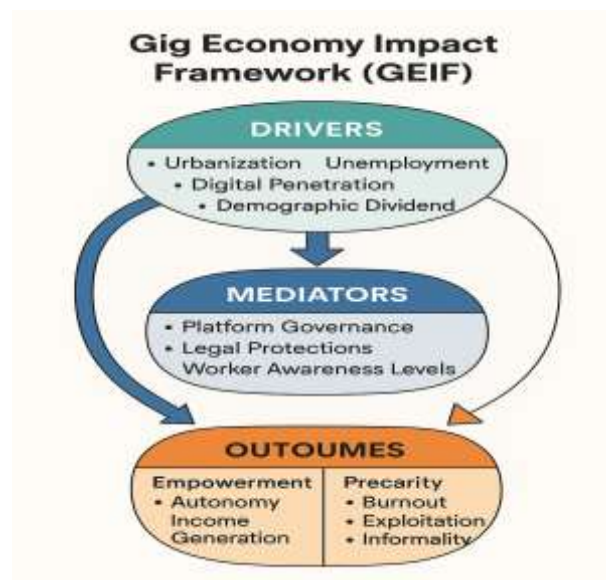 Gig Economy Impact
Framework (GEIF)
DRIVERS
• Urbanization Unemployment
• Digital Penetration
• Demographic Dividend
MEDIATORS
• Platform Governance
• Legal Protections
Worker Awareness Levels
OUTOUMES
Empowerment
• Autonomy
Income
Generation
Precarity
• Burnout
• Exploitation
• Informality